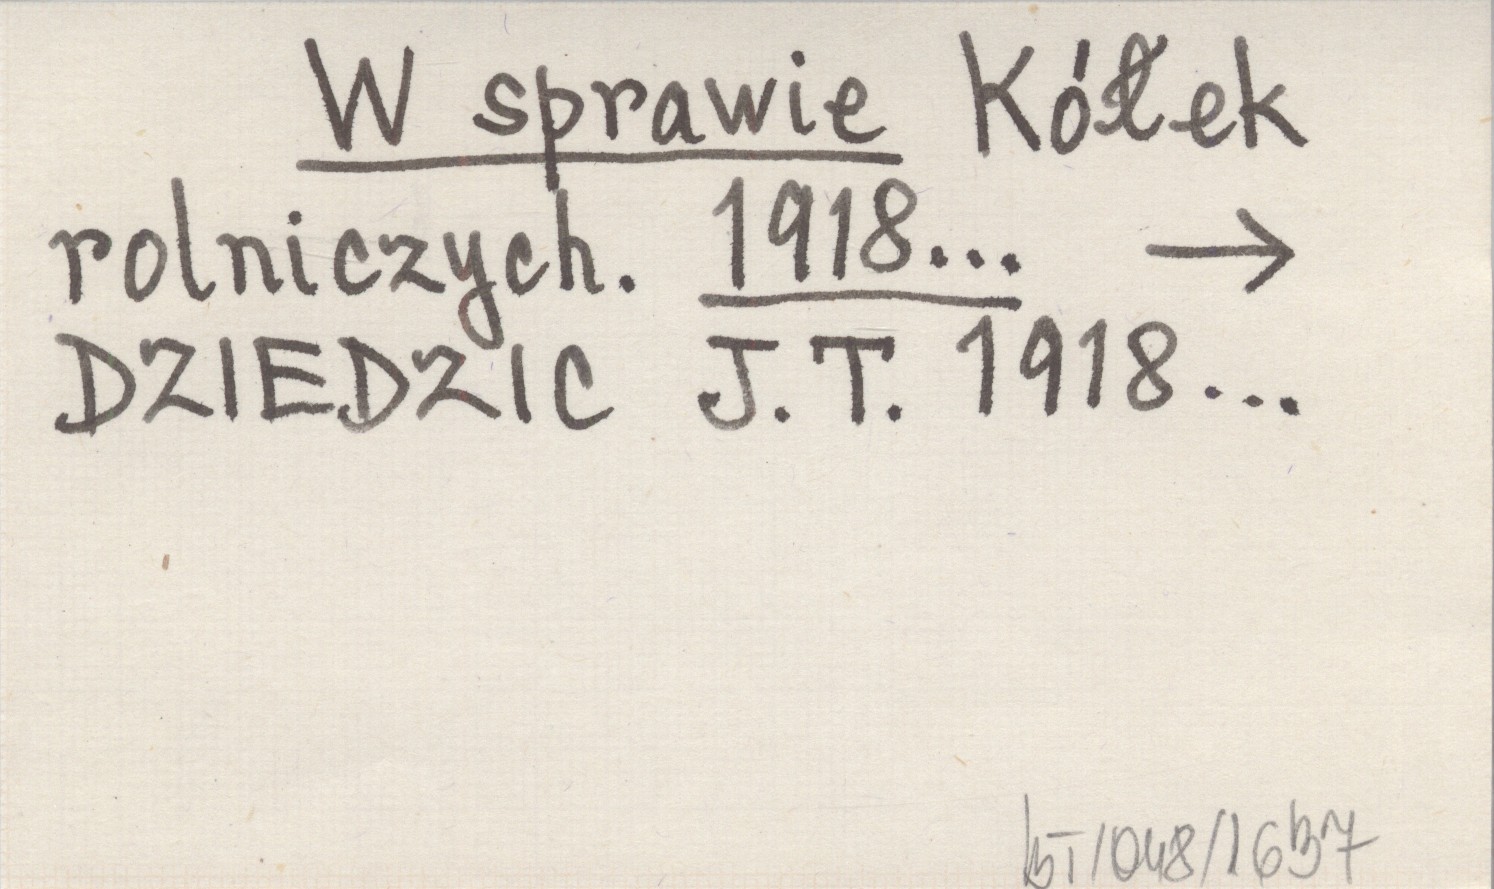 W sprawie Kółek
rolniczych. 1918... →
DZIEDZIC J. T. 1918...